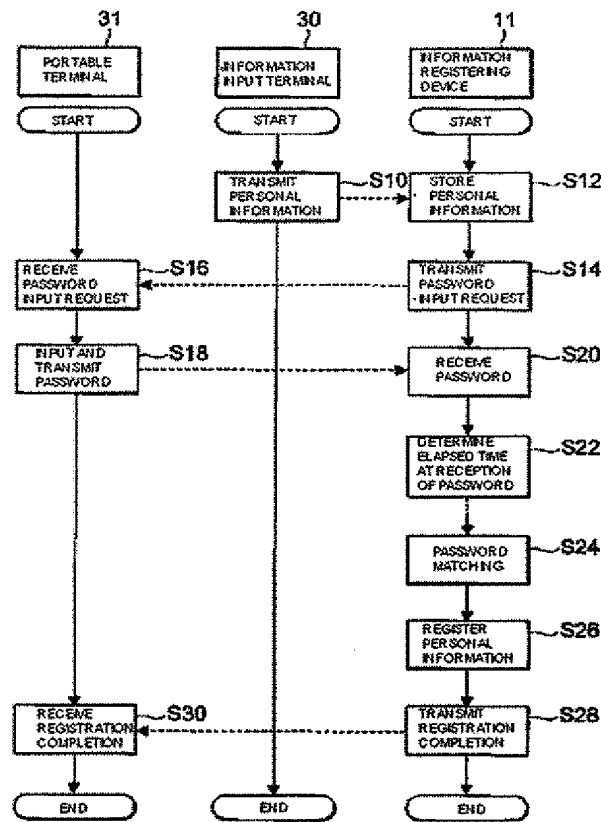 31
30
11
PORTABLE
TERMINAL
INFORMATION
INPUT TERMINAL
INFORMATION
REGISTERING
DEVICE
START
START
START
TRANSMIT
PERSONAL
INFORMATION
S10
STORE
PERSONAL
INFORMATION
S12
RECEIVE
PASSWORD
INPUT REQUEST
S16
TRANSMIT
PASSWORD
INPUT REQUEST
S14
INPUT AND
TRANSMIT
PASSWORD
S18
RECEIVE
PASSWORD
S20
DETERMINE
ELAPSED TIME
AT RECEPTION
OF PASSWORD
S22
PASSWORD
MATCHING
S24
REGISTER
PERSONAL
INFORMATION
S26
RECEIVE
REGISTRATION
COMPLETION
S30
TRANSMIT
REGISTRATION
COMPLETION
S28
END
END
END